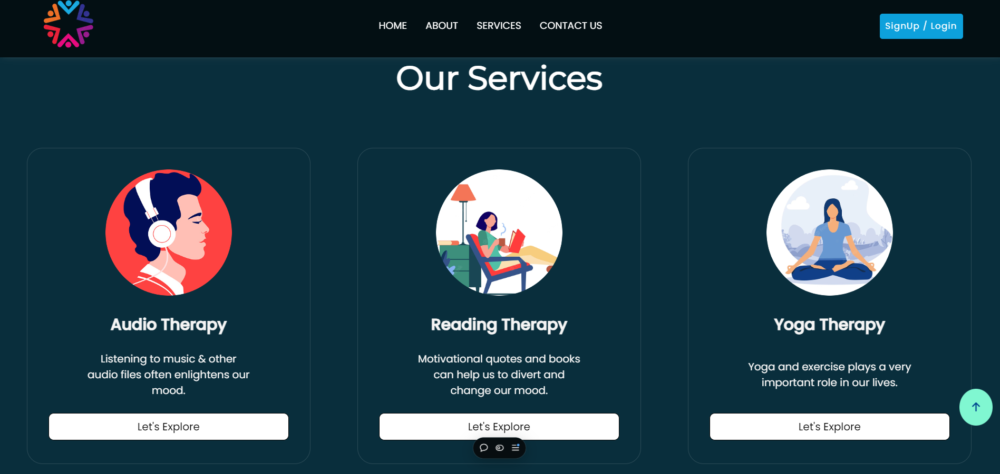 HOME ABOUT SERVICES CONTACT US
SignUp / Login
Our Services
Audio Therapy
Listening to music & other
audio files often enlightens our
mood.
Let's Explore
Reading Therapy
Motivational quotes and books
can help us to divert and
change our mood.
Let's Explore
Yoga Therapy
Yoga and exercise plays a very
important role in our lives.
Let's Explore